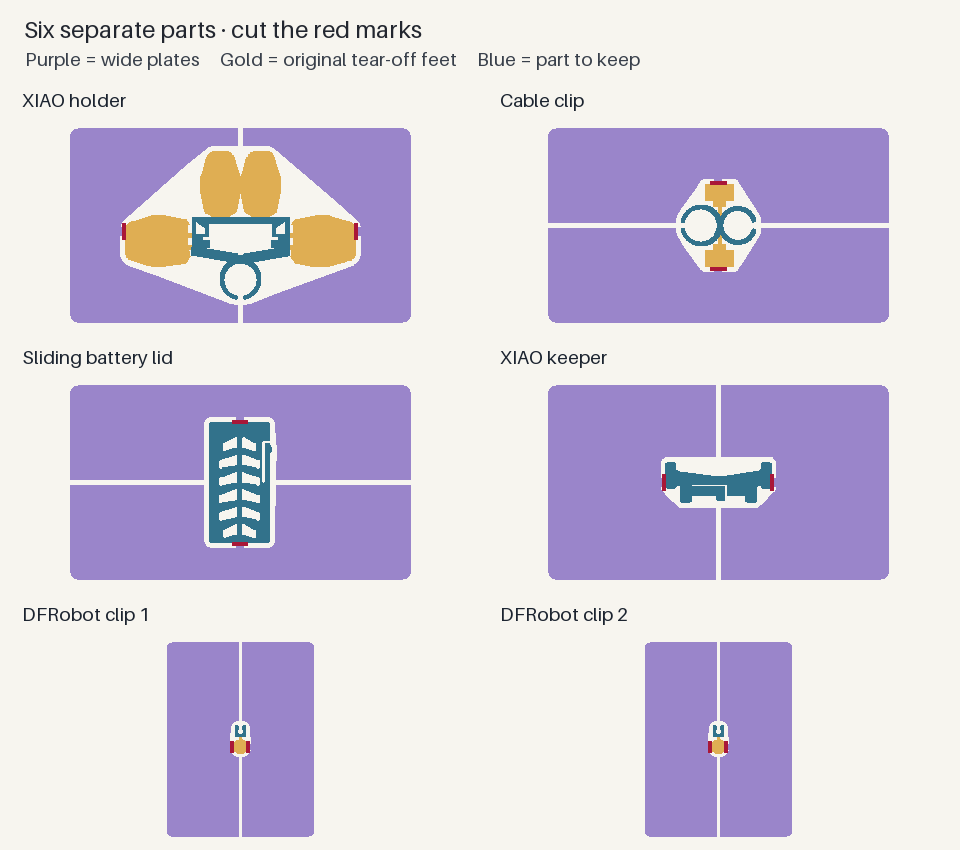 Six separate parts · cut the red marks
Purple = wide plates Gold = original tear-off feet Blue = part to keep
XIAO holder
Cable clip
Sliding battery lid
XIAO keeper
DFRobot clip 1
DFRobot clip 2